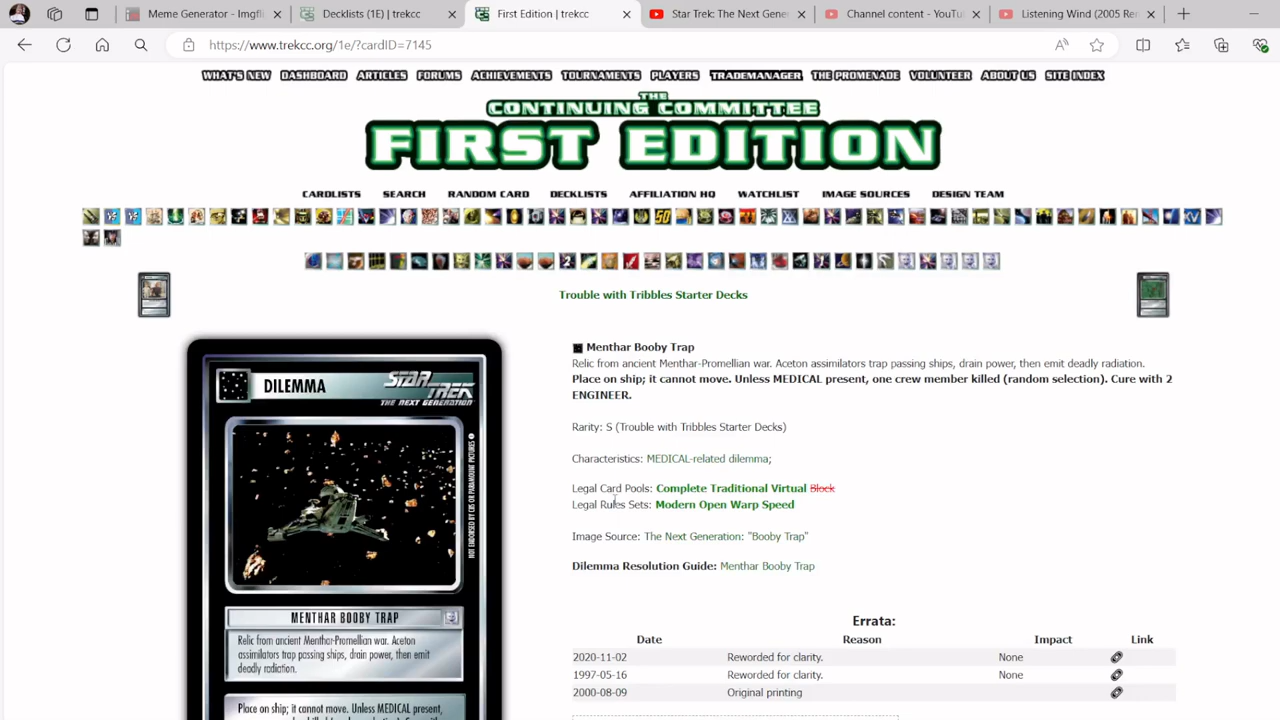 Meme Generator - Imgfl
Decklists (1E) | trekcc
First Edition | trekcc
Star Trek: The Next Gene
Channel content - YouTu
Listening Wind (2005 Re
https://www.trekcc.org/1e/?cardID=7145
WHAT'S NEW DASHBOARD ARTICLES FORUMS ACHIEVEMENTS TOURNAMENTS PLAYERS TRADEMANAGER THE PROMENADE VOLUNTEER ABOUT US SITE INDEX
THE
CONTINUING COMMITTEE
FIRST EDITION
CARDLISTS SEARCH RANDOM CARD DECKLISTS AFFILIATION HQ WATCHLIST IMAGE SOURCES DESIGN TEAM
Trouble with Tribbles Starter Decks
DILEMMA
STAR TREK
THE NEXT GENERATION
NOT ENDORSED BY CBS OR PARAMOUNT PICTURES
MENTHAR BOOBY TRAP
Relic from ancient Menthar-Promellian war. Aceton
assimilators trap passing ships, drain power, then emit
deadly radiation.
Place on ship; it cannot move. Unless MEDICAL present,
Menthar Booby Trap
Relic from ancient Menthar-Promellian war. Aceton assimilators trap passing ships, drain power, then emit deadly radiation.
Place on ship; it cannot move. Unless MEDICAL present, one crew member killed (random selection). Cure with 2
ENGINEER.
Rarity: S (Trouble with Tribbles Starter Decks)
Characteristics: MEDICAL-related dilemma;
Legal Card Pools: Complete Traditional Virtual Block
Legal Rules Sets: Modern Open Warp Speed
Image Source: The Next Generation: "Booby Trap"
Dilemma Resolution Guide: Menthar Booby Trap
Errata:
Date Reason Impact Link
2020-11-02 Reworded for clarity. None
1997-05-16 Reworded for clarity. None
2000-08-09 Original printing